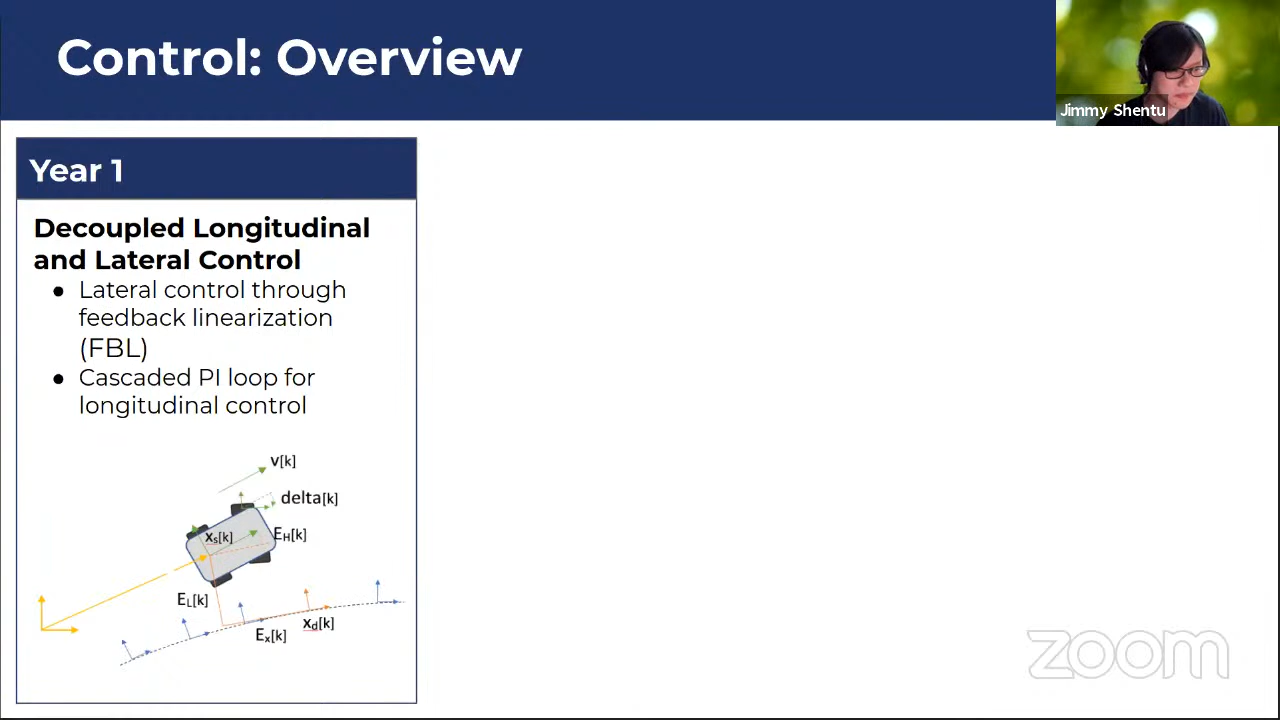 Control: Overview
Jimmy Shentu
Year 1
Decoupled Longitudinal
and Lateral Control
● Lateral control through
feedback linearization
(FBL)
● Cascaded PI loop for
longitudinal control
v[k]
delta[k]
xs[k]
EH[k]
EL[k]
Ex[k]
xd[k]
zoom